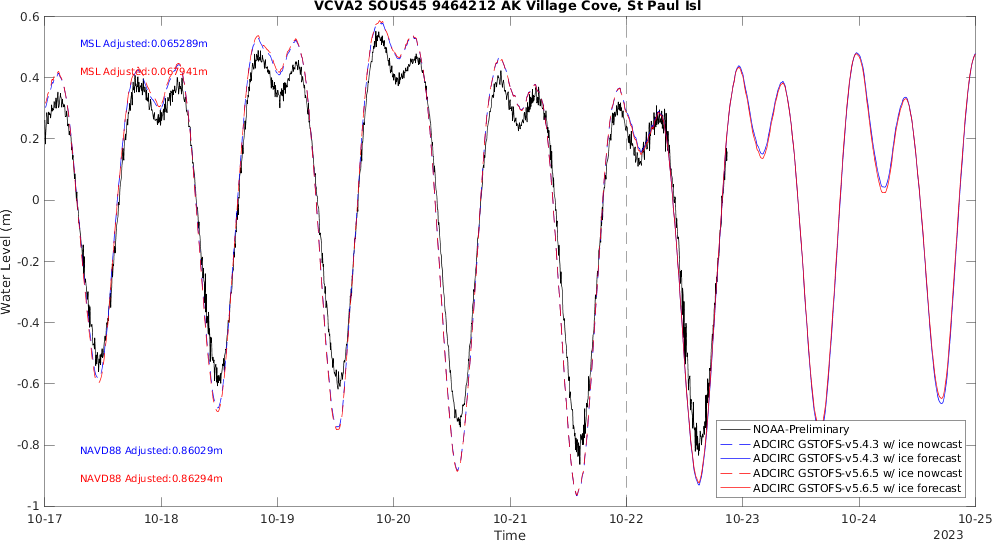 VCVA2 SOUS45 9464212 AK Village Cove, St Paul Isl
0.6
0.4
0.2
0
-0.2
-0.4
-0.6
-0.8
-1
Water Level (m)
MSL Adjusted:0.065289m
MSL Adjusted:0.067941m
NAVD88 Adjusted:0.86029m
NAVD88 Adjusted:0.86294m
NOAA-Preliminary
ADCIRC GSTOFS-v5.4.3 w/ ice nowcast
ADCIRC GSTOFS-v5.4.3 w/ ice forecast
ADCIRC GSTOFS-v5.6.5 w/ ice nowcast
ADCIRC GSTOFS-v5.6.5 w/ ice forecast
10-17 10-18 10-19 10-20 10-21 10-22 10-23 10-24 10-25
Time
2023